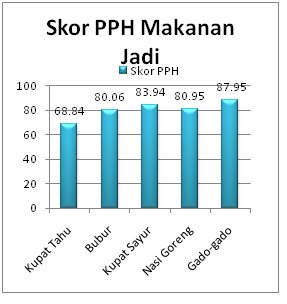 Skor PPH Makanan
Jadi
Skor PPH
100
80
60
40
20
0
68.84
80.06
83.94
80.95
87.95
Kupat Tahu
Bubur
Kupat Sayur
Nasi Goreng
Gado-gado